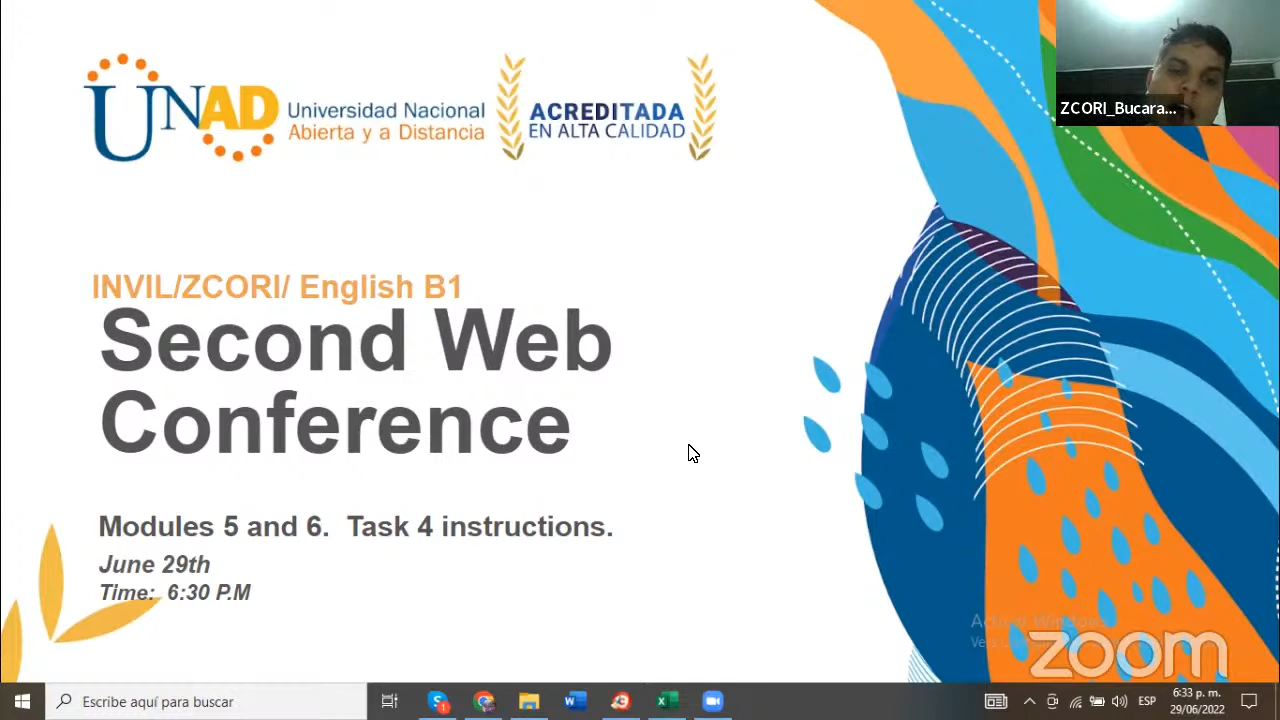 UNAD
Universidad Nacional
Abierta y a Distancia
ACREDITADA
EN ALTA CALIDAD
ZCORI_Bucara...
INVIL/ZCORI/ English B1
Second Web
Conference
Modules 5 and 6.  Task 4 instructions.
June 29th
Time:  6:30 P.M
zoom
Escribe aquí para buscar
ESP
6:33 p. m.
29/06/2022